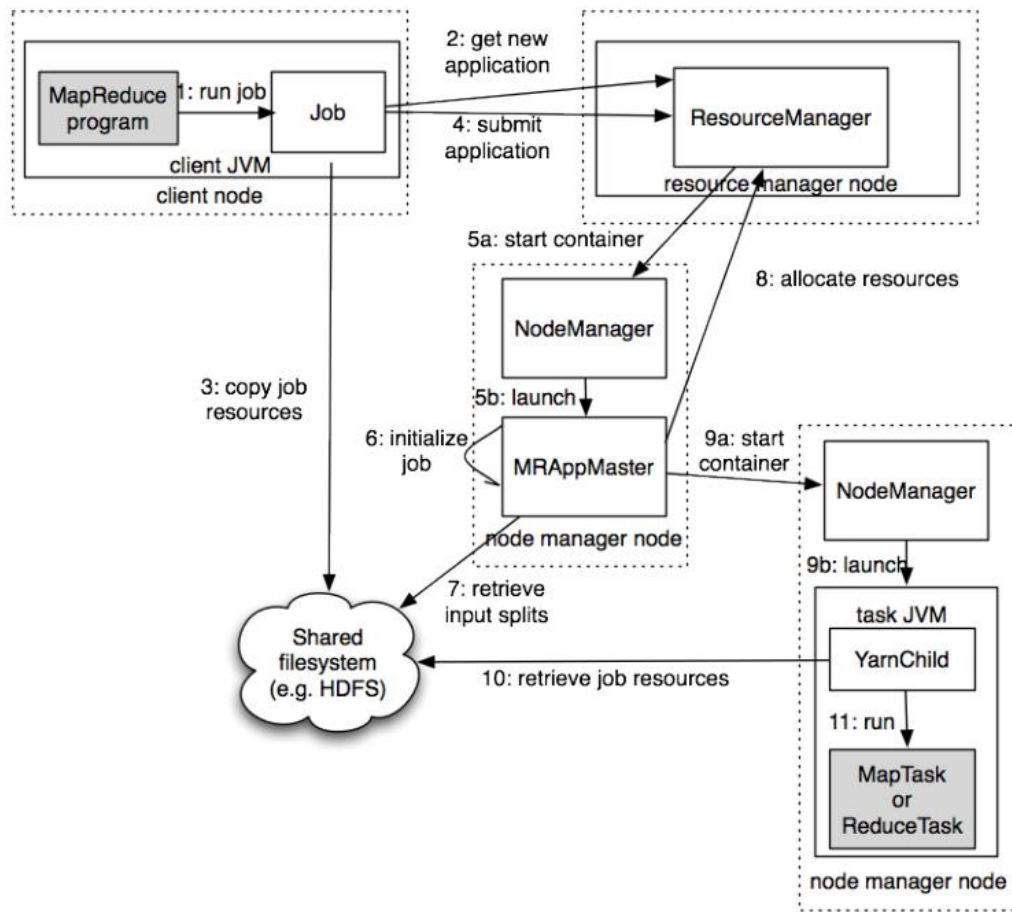 MapReduce
program
1: run job
Job
client JVM
client node
2: get new
application
4: submit
application
ResourceManager
resource manager node
5a: start container
8: allocate resources
NodeManager
5b: launch
3: copy job
resources
6: initialize
job
MRAppMaster
node manager node
9a: start
container
NodeManager
9b: launch
7: retrieve
input splits
Shared
filesystem
(e.g. HDFS)
task JVM
YarnChild
10: retrieve job resources
11: run
MapTask
or
ReduceTask
node manager node